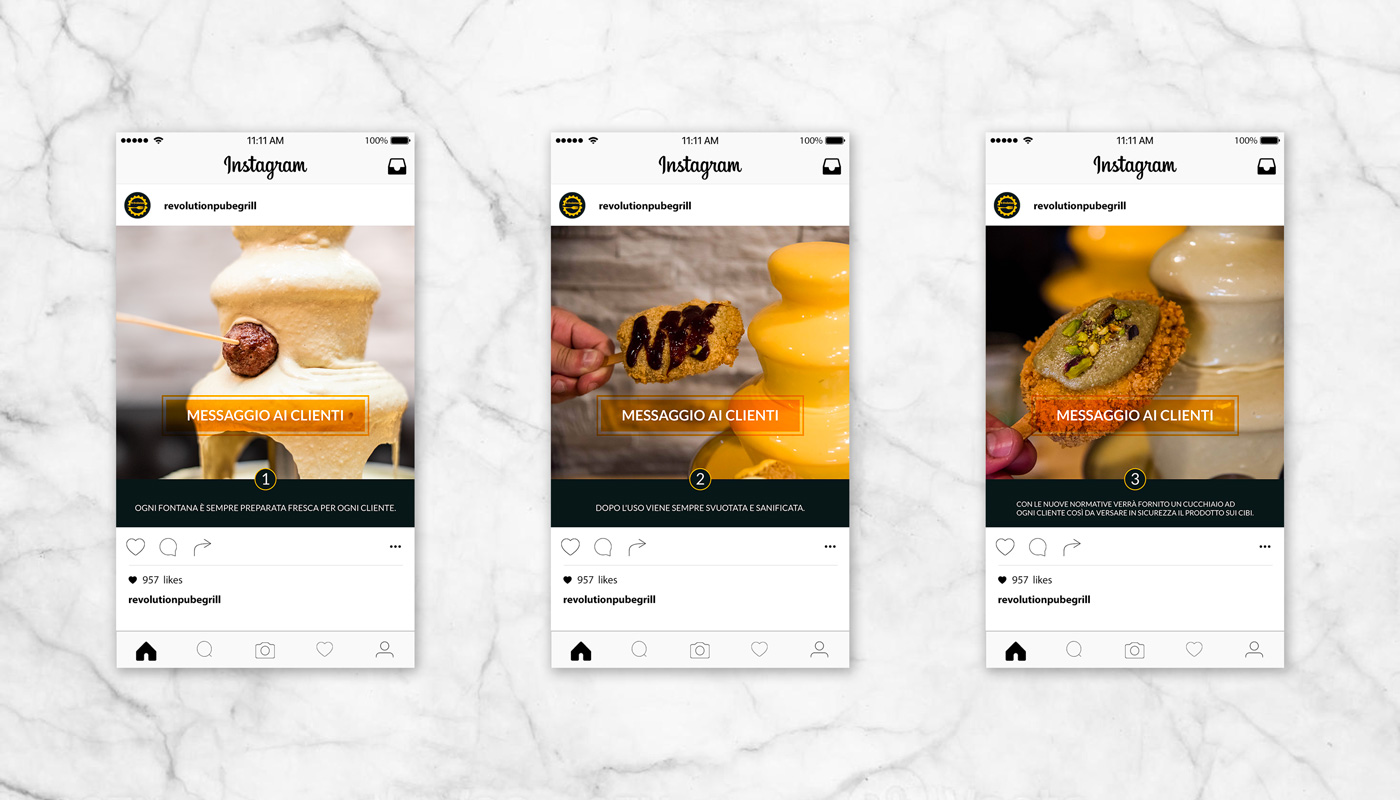 11:11 AM
100%
Instagram
revolutionpubegrill
MESSAGGIO AI CLIENTI
1
OGNI FONTANA È SEMPRE PREPARATA FRESCA PER OGNI CLIENTE.
957 likes
revolutionpubegrill
11:11 AM
100%
Instagram
revolutionpubegrill
MESSAGGIO AI CLIENTI
2
DOPO L'USO VIENE SEMPRE SVUOTATA E SANIFICATA.
957 likes
revolutionpubegrill
11:11 AM
100%
Instagram
revolutionpubegrill
MESSAGGIO AI CLIENTI
3
CON LE NUOVE NORMATIVE VERRÀ FORNITO UN CUCCHIAIO AD
OGNI CLIENTE COSÌ DA VERSARE IN SICUREZZA IL PRODOTTO SUI CIBI.
957 likes
revolutionpubegrill